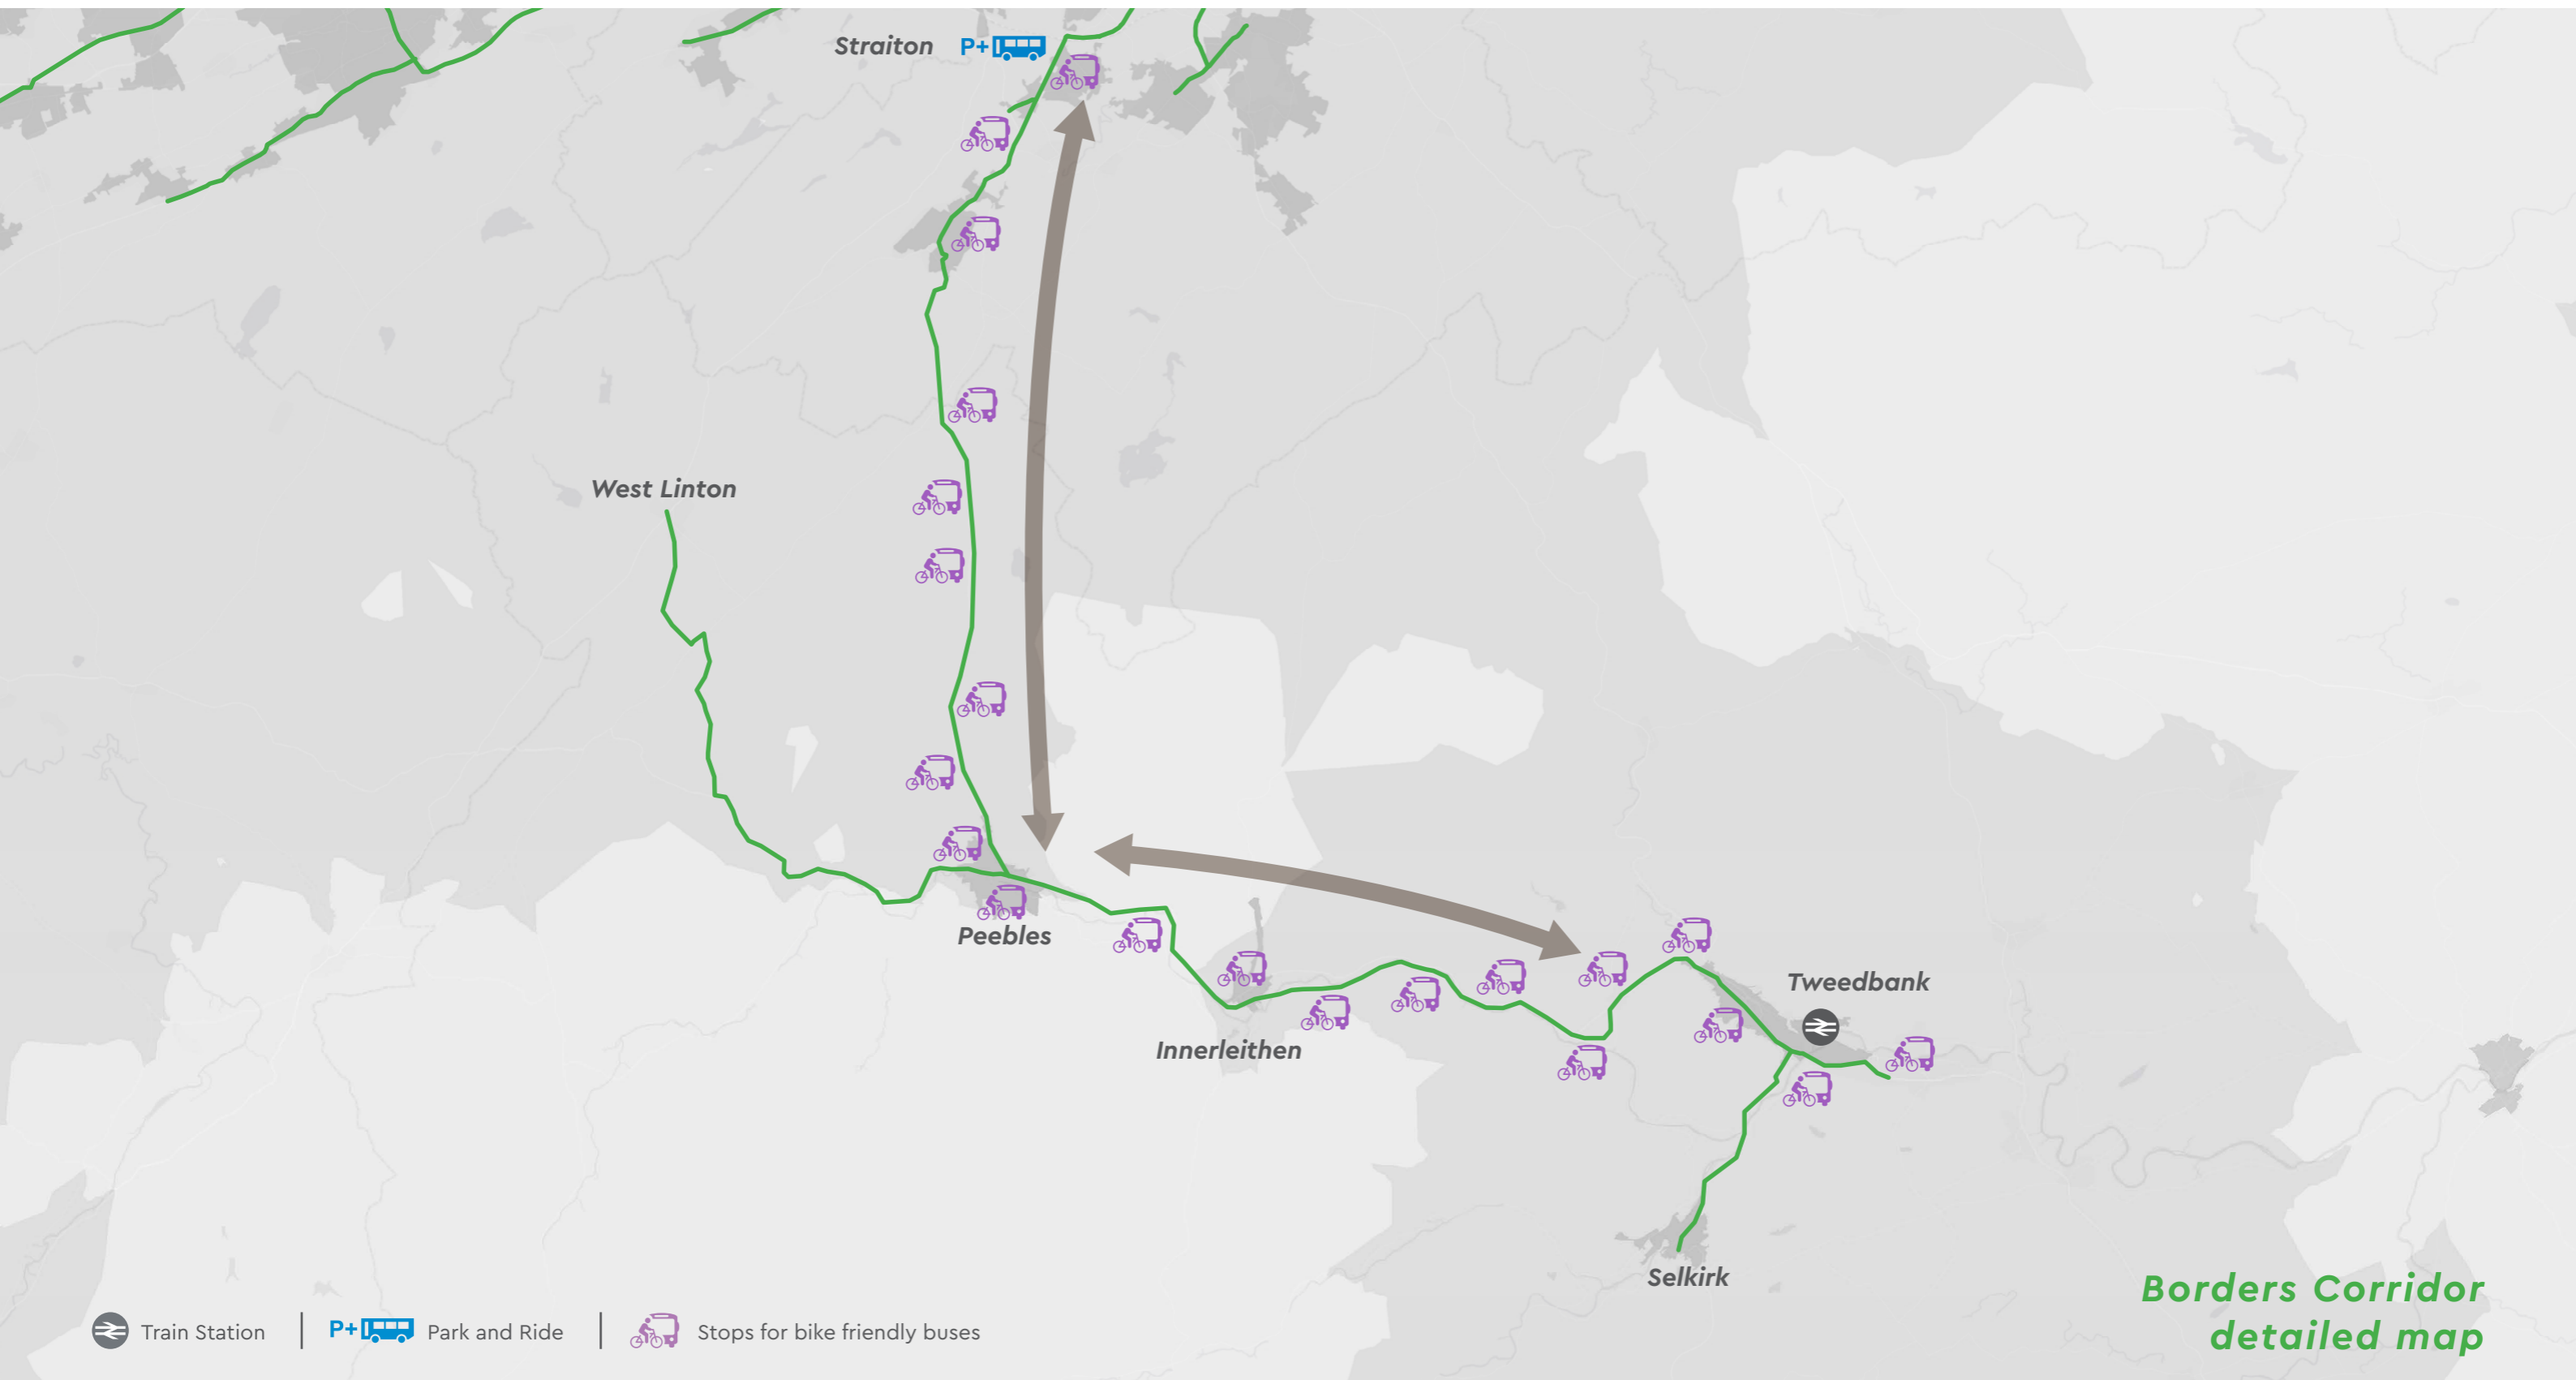 Straiton P+
West Linton
Peebles
Tweedbank
Innerleithen
Selkirk
Borders Corridor
detailed map
Train Station
P+ Park and Ride
Stops for bike friendly buses